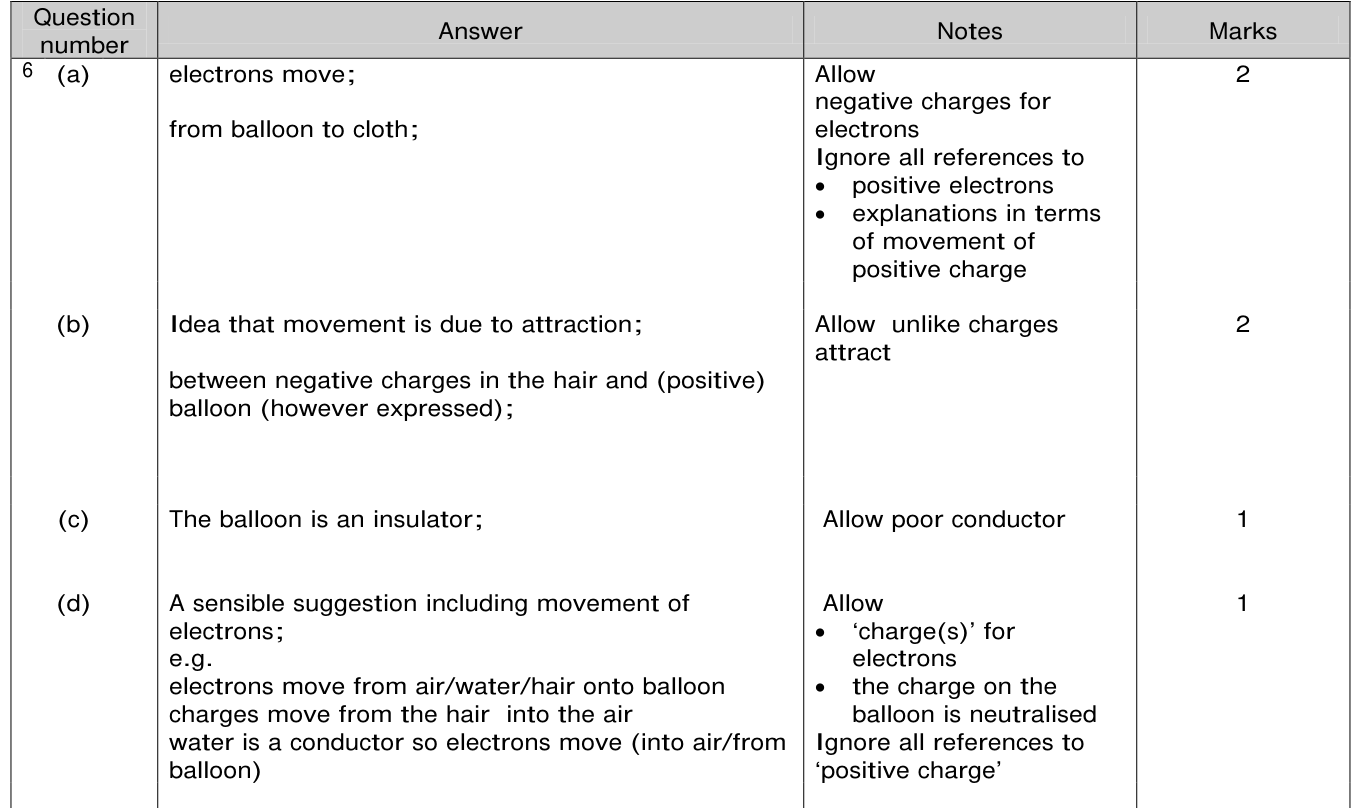 Question number
Answer
Notes
Marks
6 (a)
electrons move;
from balloon to cloth;
Allow
negative charges for
electrons
Ignore all references to
• positive electrons
• explanations in terms
of movement of
positive charge
2
(b)
Idea that movement is due to attraction;
between negative charges in the hair and (positive)
balloon (however expressed);
Allow unlike charges
attract
2
(c)
The balloon is an insulator;
Allow poor conductor
1
(d)
A sensible suggestion including movement of
electrons;
e.g.
electrons move from air/water/hair onto balloon
charges move from the hair into the air
water is a conductor so electrons move (into air/from
balloon)
Allow
• ‘charge(s)’ for
electrons
• the charge on the
balloon is neutralised
Ignore all references to
‘positive charge’
1